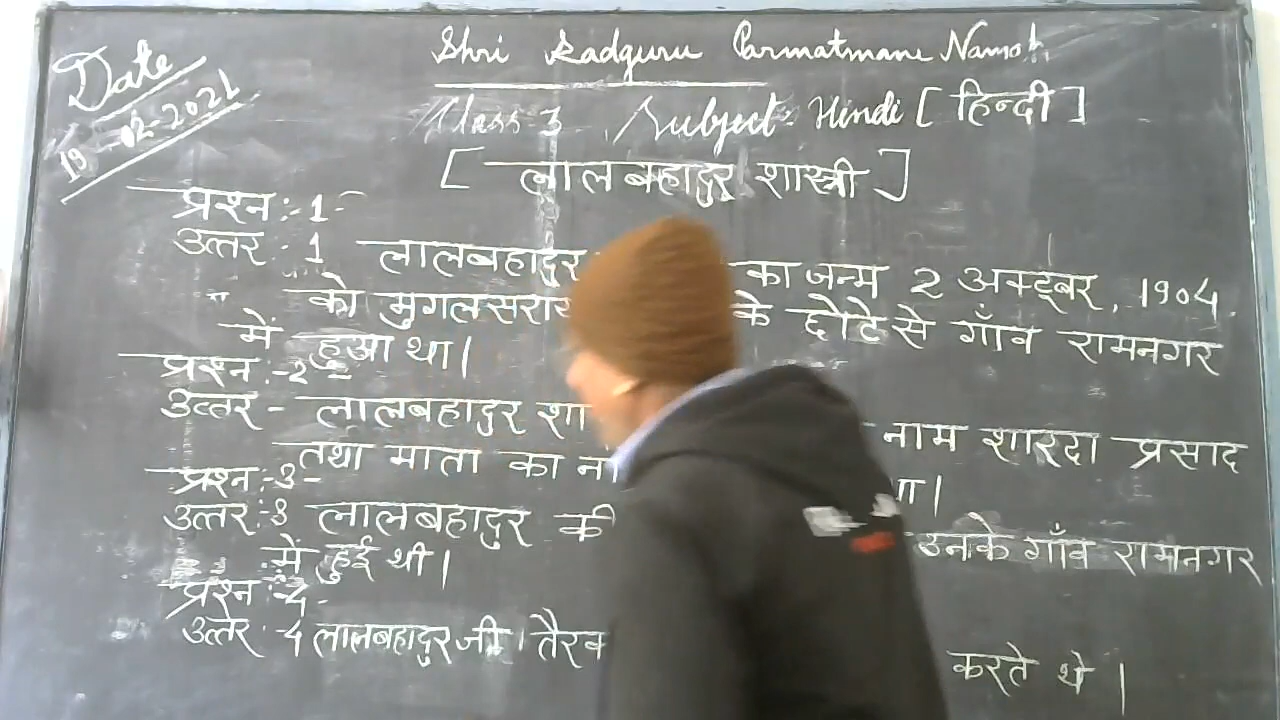 Shri Sadguru Parmatmane Namah
Date
19-02-2021
Class-3 Subject- Hindi [हिन्दी]
[लालबहादुर शास्त्री]
प्रश्न:-1-
उत्तर:-1 लालबहादुर का जन्म 2 अक्टूबर, 1904
को मुगलसराय के छोटे से गाँव रामनगर
में हुआ था।
प्रश्न:-2-
उत्तर- लालबहादुर शा नाम शारदा प्रसाद
तथा माता का ना
प्रश्न:-3-
उत्तर:-3 लालबहादुर की उनके गाँव रामनगर
में हुई थी।
प्रश्न:-4-
उत्तर:-4 लालबहादुर जी तैरक करते थे।